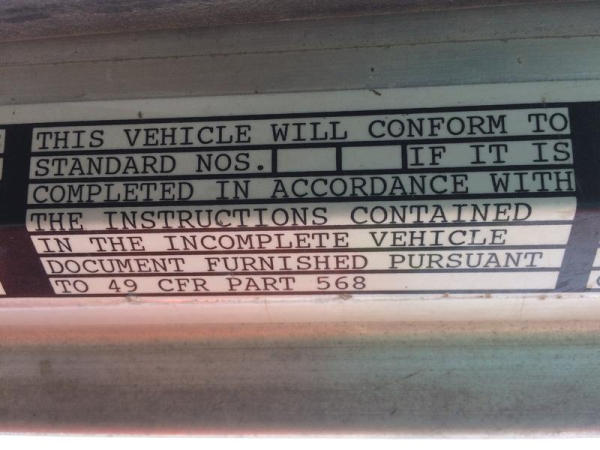 THIS VEHICLE WILL CONFORM TO
STANDARD NOS. IF IT IS
COMPLETED IN ACCORDANCE WITH
THE INSTRUCTIONS CONTAINED
IN THE INCOMPLETE VEHICLE
DOCUMENT FURNISHED PURSUANT
TO 49 CFR PART 568